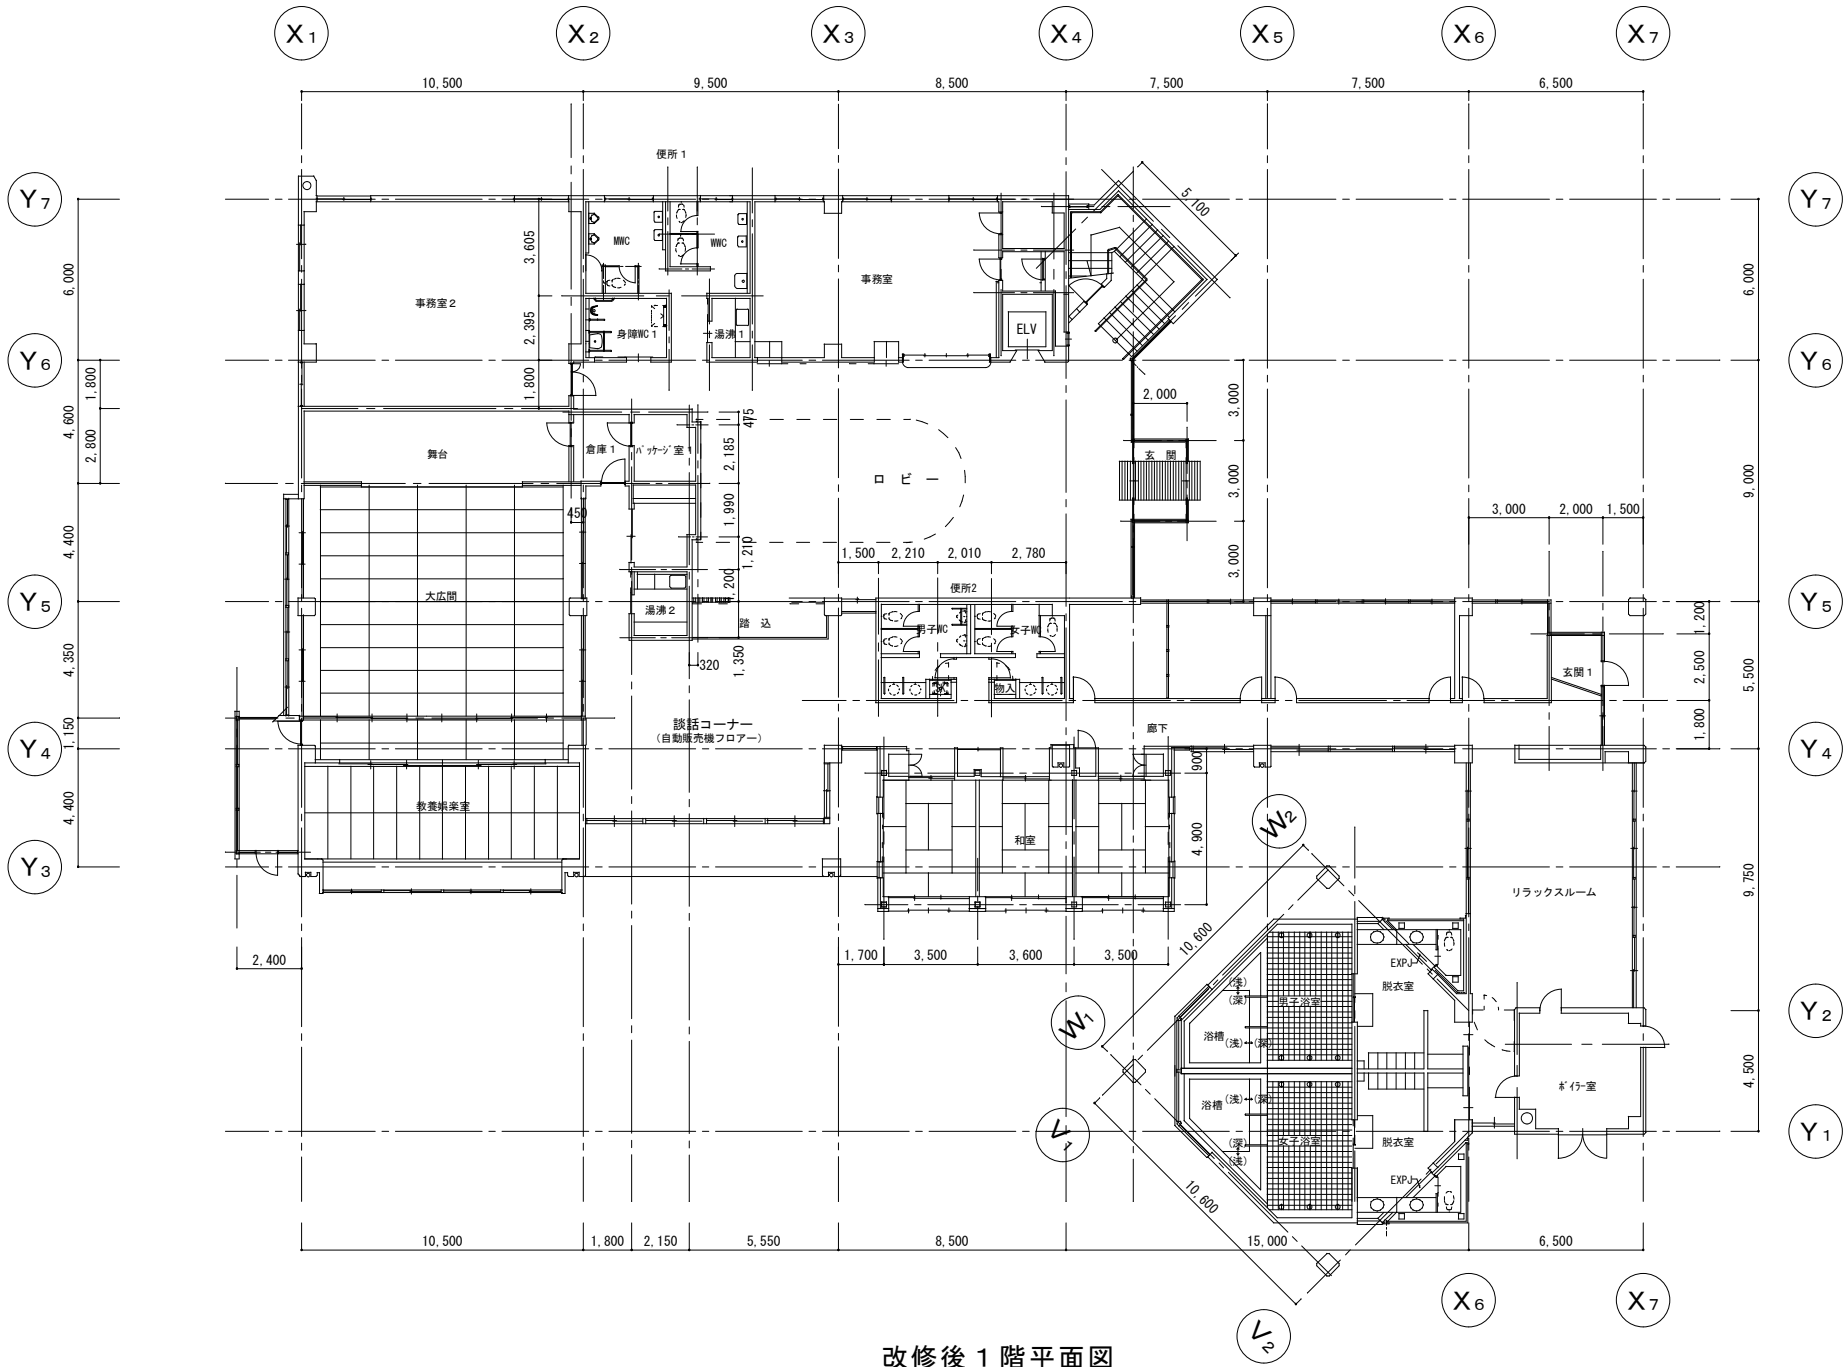 X1 X2 X3 X4 X5 X6 X7
10,500 9,500 8,500 7,500 7,500 6,500
便所1
Y7 Y7
5,100
3,605
MWC WWC
6,000 6,000
事務室2 事務室
2,395
身障WC1 湯沸1 ELV
Y6 Y6
1,800 1,800
2,000 3,000
4,600
475
2,800 舞台 倉庫1 パッケージ室1 2,185
玄関
ロビー 3,000 9,000
1,990
450 3,000 2,000 1,500
4,400
1,210
1,500 2,210 2,010 2,780
3,000
1,200
便所2
大広間
Y5 Y5
湯沸2 踏込 男子WC 女子WC 1,200
4,350 320 1,350
玄関1 2,500 5,500
物入
談話コーナー
(自動販売機フロアー)
廊下
1,150 1,800
Y4 Y4
900
4,400 教養娯楽室
和室 4,900
W2
Y3
リラックスルーム 9,750
10,600
2,400 1,700 3,500 3,600 3,500
EXPJ
(浅)
(深) 男子浴室 脱衣室
W1 Y2
浴槽 (浅)↔(深)
ボイラー室 4,500
浴槽 (浅)↔(深)
V1 Y1
(深) 女子浴室 脱衣室
(浅)
EXPJ
10,600
10,500 1,800 2,150 5,550 8,500 15,000 6,500
X6 X7
V2
改修後1階平面図